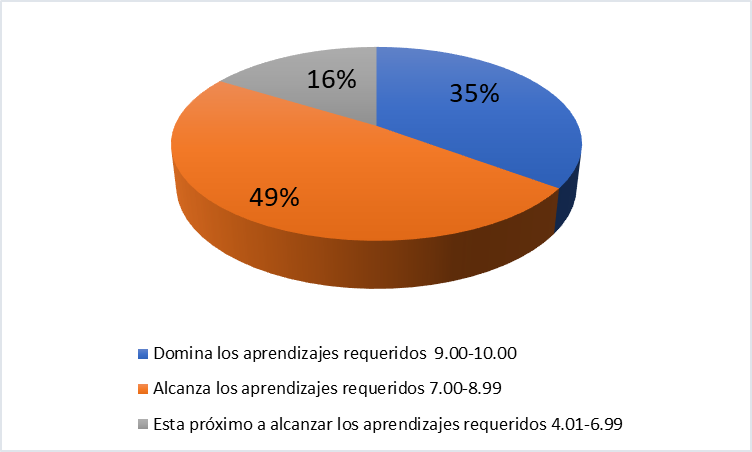 16%
35%
49%
Domina los aprendizajes requeridos  9.00-10.00
Alcanza los aprendizajes requeridos 7.00-8.99
Esta próximo a alcanzar los aprendizajes requeridos 4.01-6.99